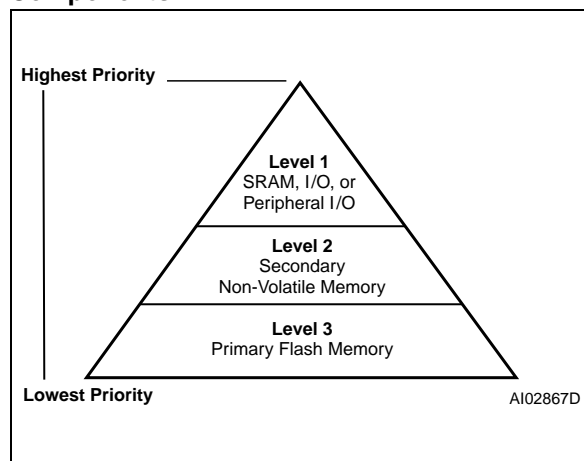 Highest Priority
Level 1
SRAM, I/O, or
Peripheral I/O
Level 2
Secondary
Non-Volatile Memory
Level 3
Primary Flash Memory
Lowest Priority
AI02867D